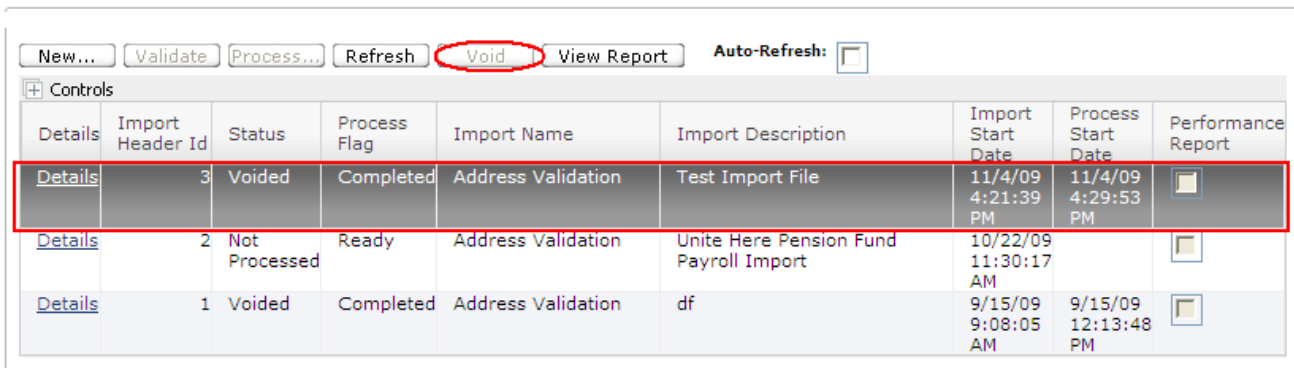 New... Validate Process... Refresh Void View Report Auto-Refresh:
Controls
Details Import Header Id Status Process Flag Import Name Import Description Import Start Date Process Start Date Performance Report
Details 3 Voided Completed Address Validation Test Import File 11/4/09 4:21:39 PM 11/4/09 4:29:53 PM
Details 2 Not Processed Ready Address Validation Unite Here Pension Fund Payroll Import 10/22/09 11:30:17 AM
Details 1 Voided Completed Address Validation df 9/15/09 9:08:05 AM 9/15/09 12:13:48 PM